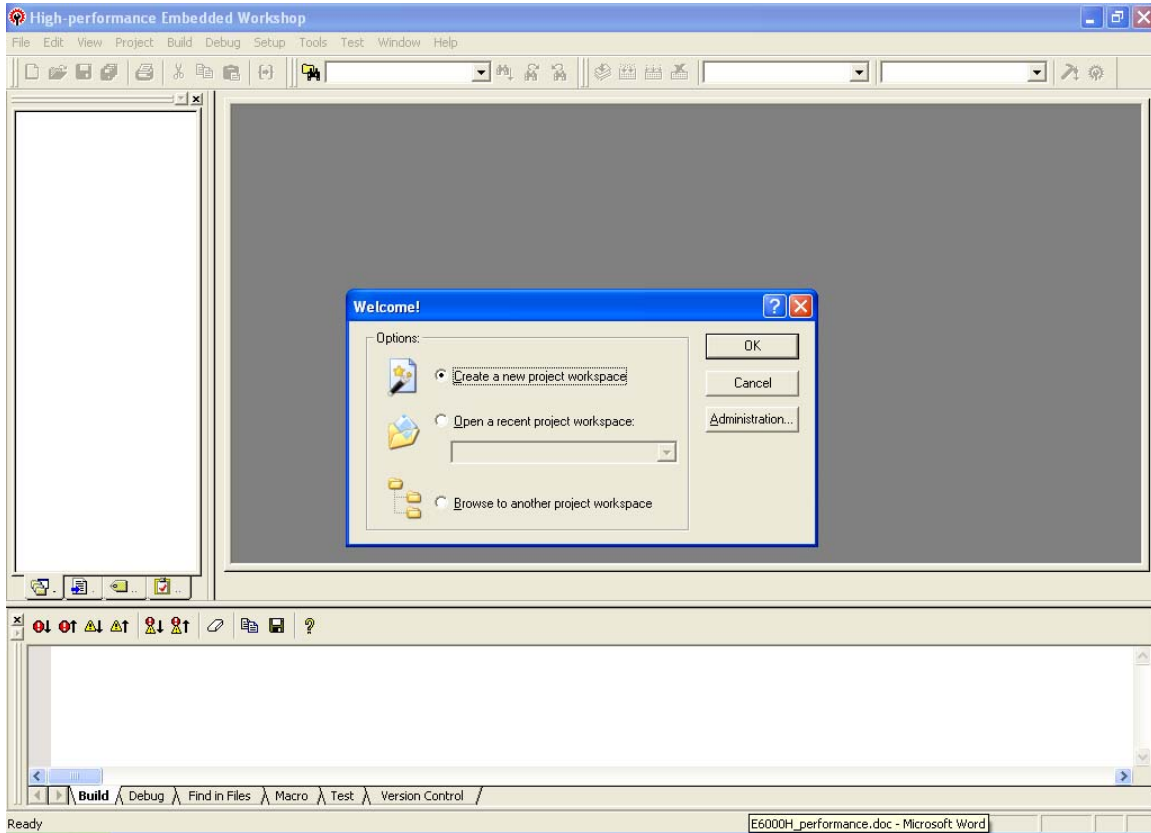 High-performance Embedded Workshop
File Edit View Project Build Debug Setup Tools Test Window Help
Welcome!
Options:
Create a new project workspace
Open a recent project workspace:
Browse to another project workspace
OK
Cancel
Administration...
Build Debug Find in Files Macro Test Version Control
Ready
E6000H_performance.doc - Microsoft Word